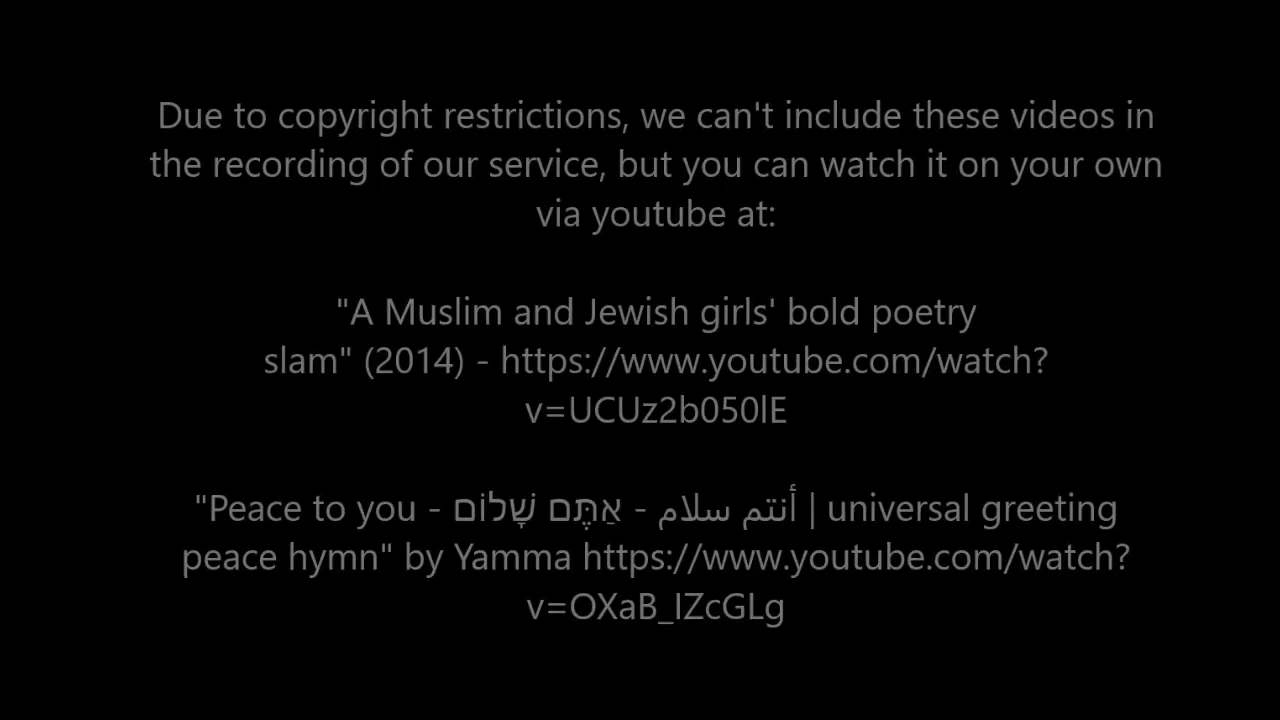 Due to copyright restrictions, we can't include these videos in
the recording of our service, but you can watch it on your own
via youtube at:
"A Muslim and Jewish girls' bold poetry
slam" (2014) - https://www.youtube.com/watch?
v=UCUz2b050lE
"Peace to you - אַתֶּם שָׁלוֹם - أنتم سلام | universal greeting
peace hymn" by Yamma https://www.youtube.com/watch?
v=OXaB_IZcGLg